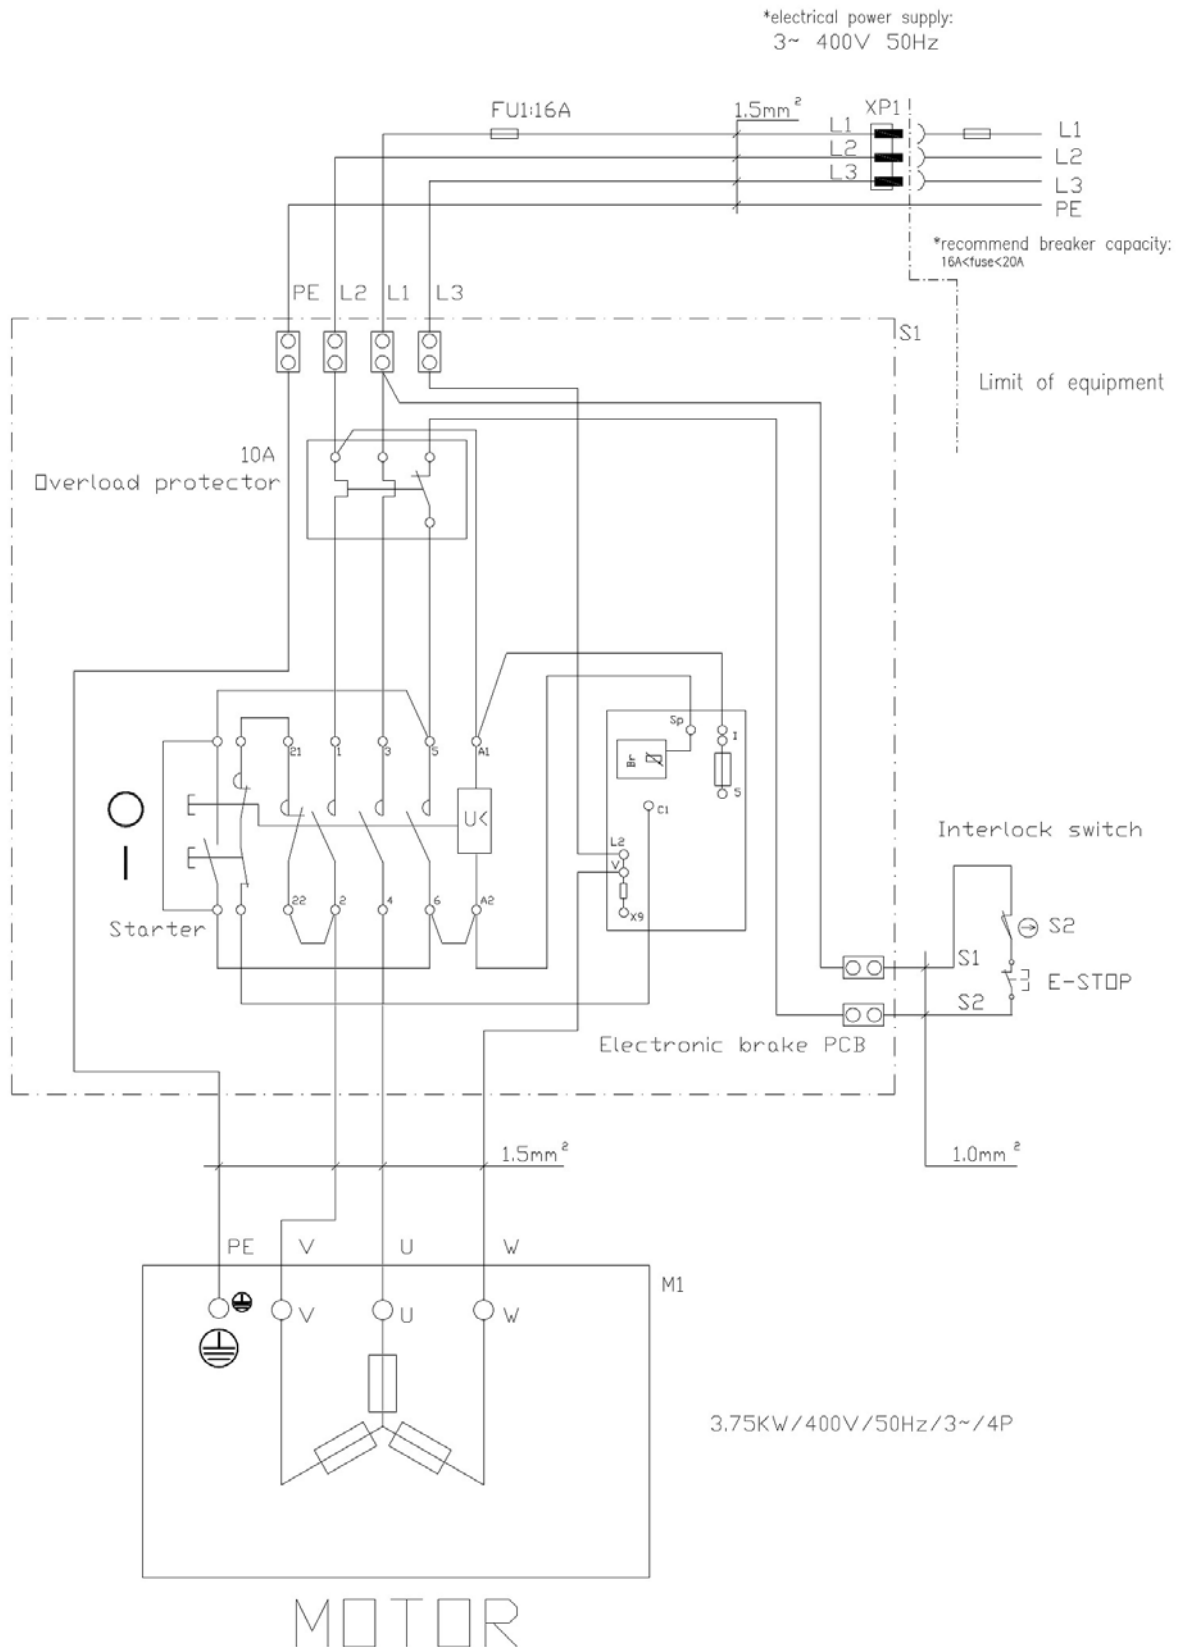 *electrical power supply:
3~ 400V 50Hz
FU1:16A
1.5mm²
XP1
L1
L1
L2
L2
L3
L3
PE
*recommend breaker capacity:
16A<fuse<20A
PE
L2
L1
L3
S1
Limit of equipment
10A
Overload protector
Sp
I
21
1
3
5
A1
Br
5
C1
U<
L2
V
X9
Interlock switch
22
2
4
6
A2
Starter
S2
S1
E-STOP
S2
Electronic brake PCB
1.5mm²
1.0mm²
PE
V
U
W
M1
V
U
W
3.75KW/400V/50Hz/3~/4P
MOTOR